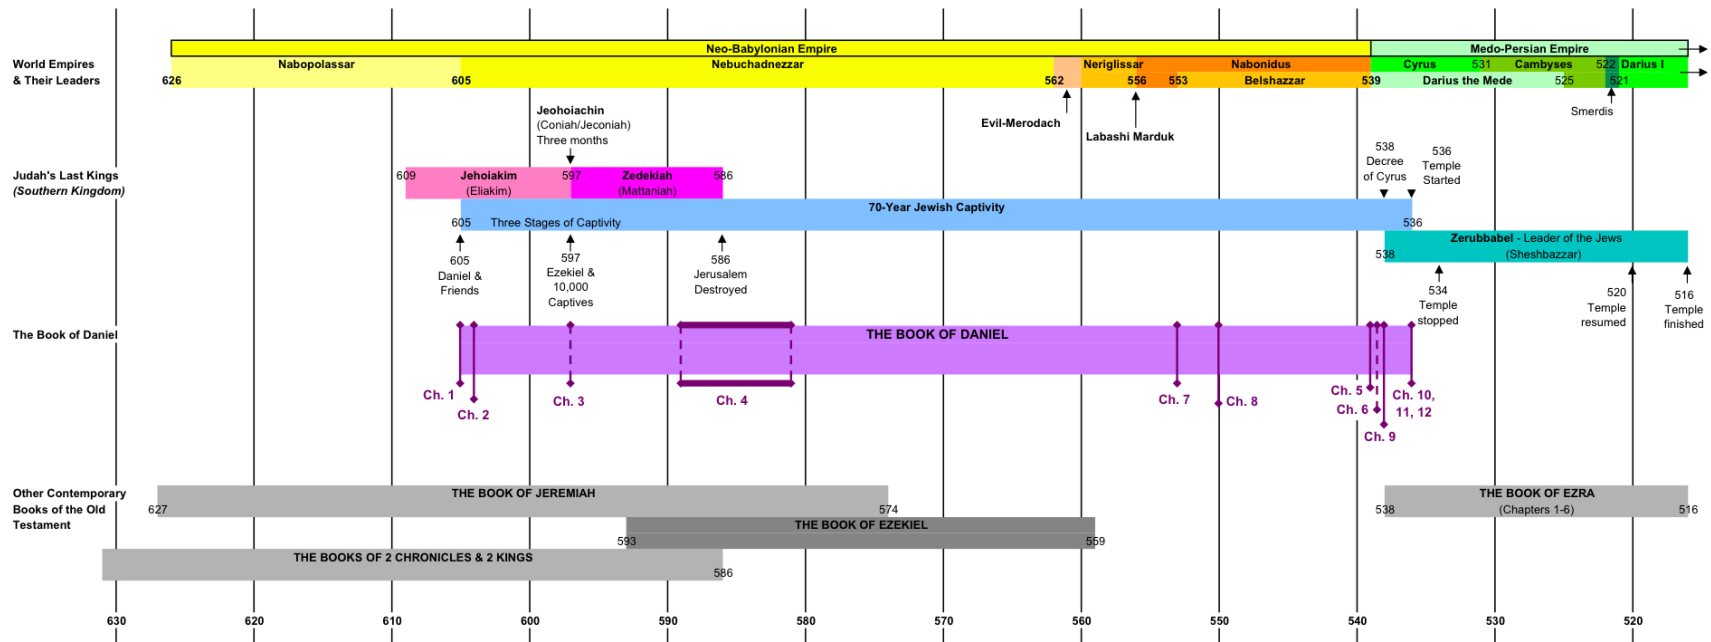 World Empires
& Their Leaders
Neo-Babylonian Empire
Medo-Persian Empire
Nabopolassar
Nebuchadnezzar
Neriglissar
Nabonidus
Cyrus
531
Cambyses
522
Darius I
626
605
562
556
553
Belshazzar
539
Darius the Mede
525
521
Evil-Merodach
Labashi Marduk
Smerdis
Jeohoiachin
(Coniah/Jeconiah)
Three months
538
Decree
of Cyrus
536
Temple
Started
Judah's Last Kings
(Southern Kingdom)
609
Jehoiakim
(Eliakim)
597
Zedekiah
(Mattaniah)
586
70-Year Jewish Captivity
605
Three Stages of Captivity
536
Zerubbabel - Leader of the Jews
(Sheshbazzar)
538
605
Daniel &
Friends
597
Ezekiel &
10,000
Captives
586
Jerusalem
Destroyed
534
Temple
stopped
520
Temple
resumed
516
Temple
finished
The Book of Daniel
THE BOOK OF DANIEL
Ch. 1
Ch. 2
Ch. 3
Ch. 4
Ch. 7
Ch. 8
Ch. 5
Ch. 6
Ch. 9
Ch. 10,
11, 12
Other Contemporary
Books of the Old
Testament
THE BOOK OF JEREMIAH
627
574
THE BOOK OF EZRA
(Chapters 1-6)
538
516
THE BOOK OF EZEKIEL
593
559
THE BOOKS OF 2 CHRONICLES & 2 KINGS
586
630
620
610
600
590
580
570
560
550
540
530
520